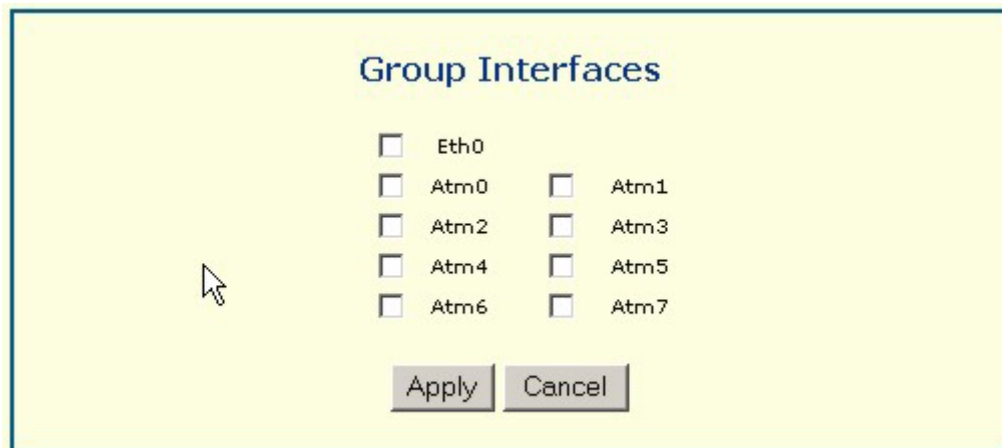 Group Interfaces
Eth0
Atm0 Atm1
Atm2 Atm3
Atm4 Atm5
Atm6 Atm7
Apply Cancel